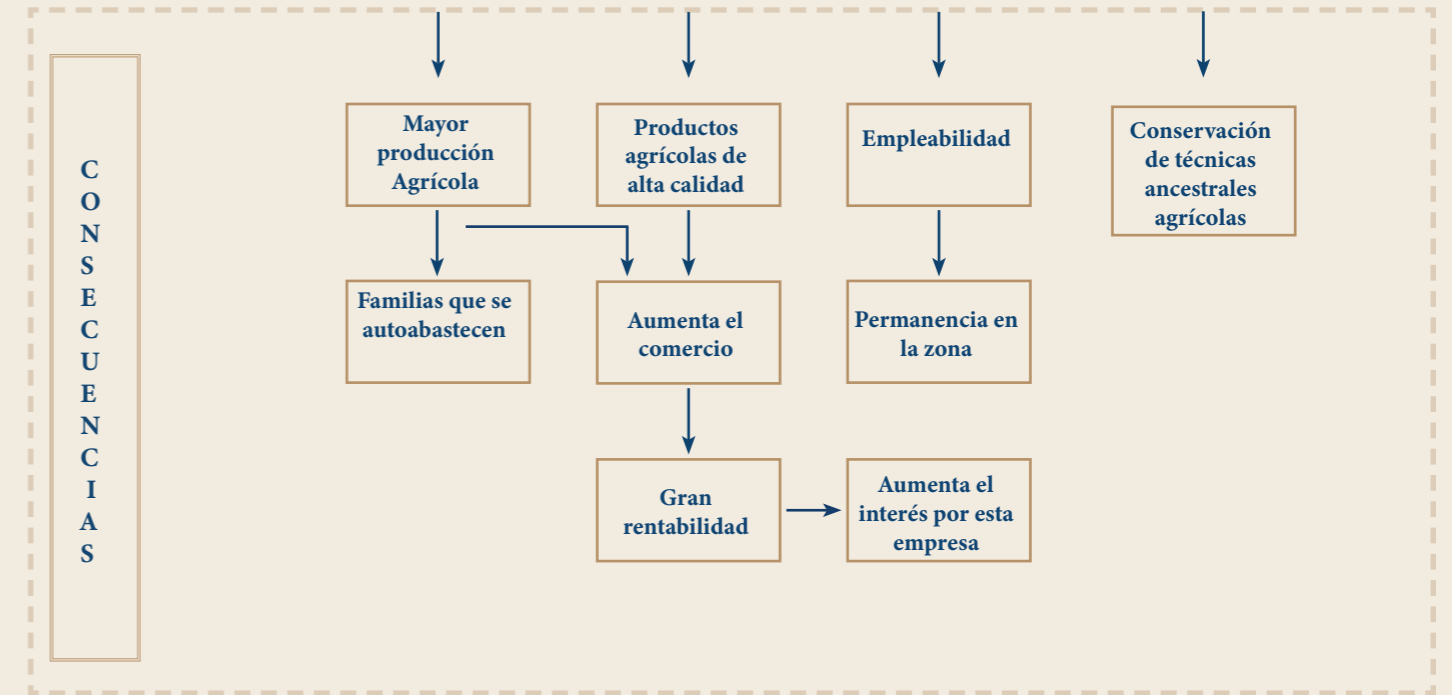 CONSECUENCIAS
Mayor
producción
Agrícola
Productos
agrícolas de
alta calidad
Empleabilidad
Conservación
de técnicas
ancestrales
agrícolas
Familias que se
autoabastecen
Aumenta el
comercio
Permanencia en
la zona
Gran
rentabilidad
Aumenta el
interés por esta
empresa